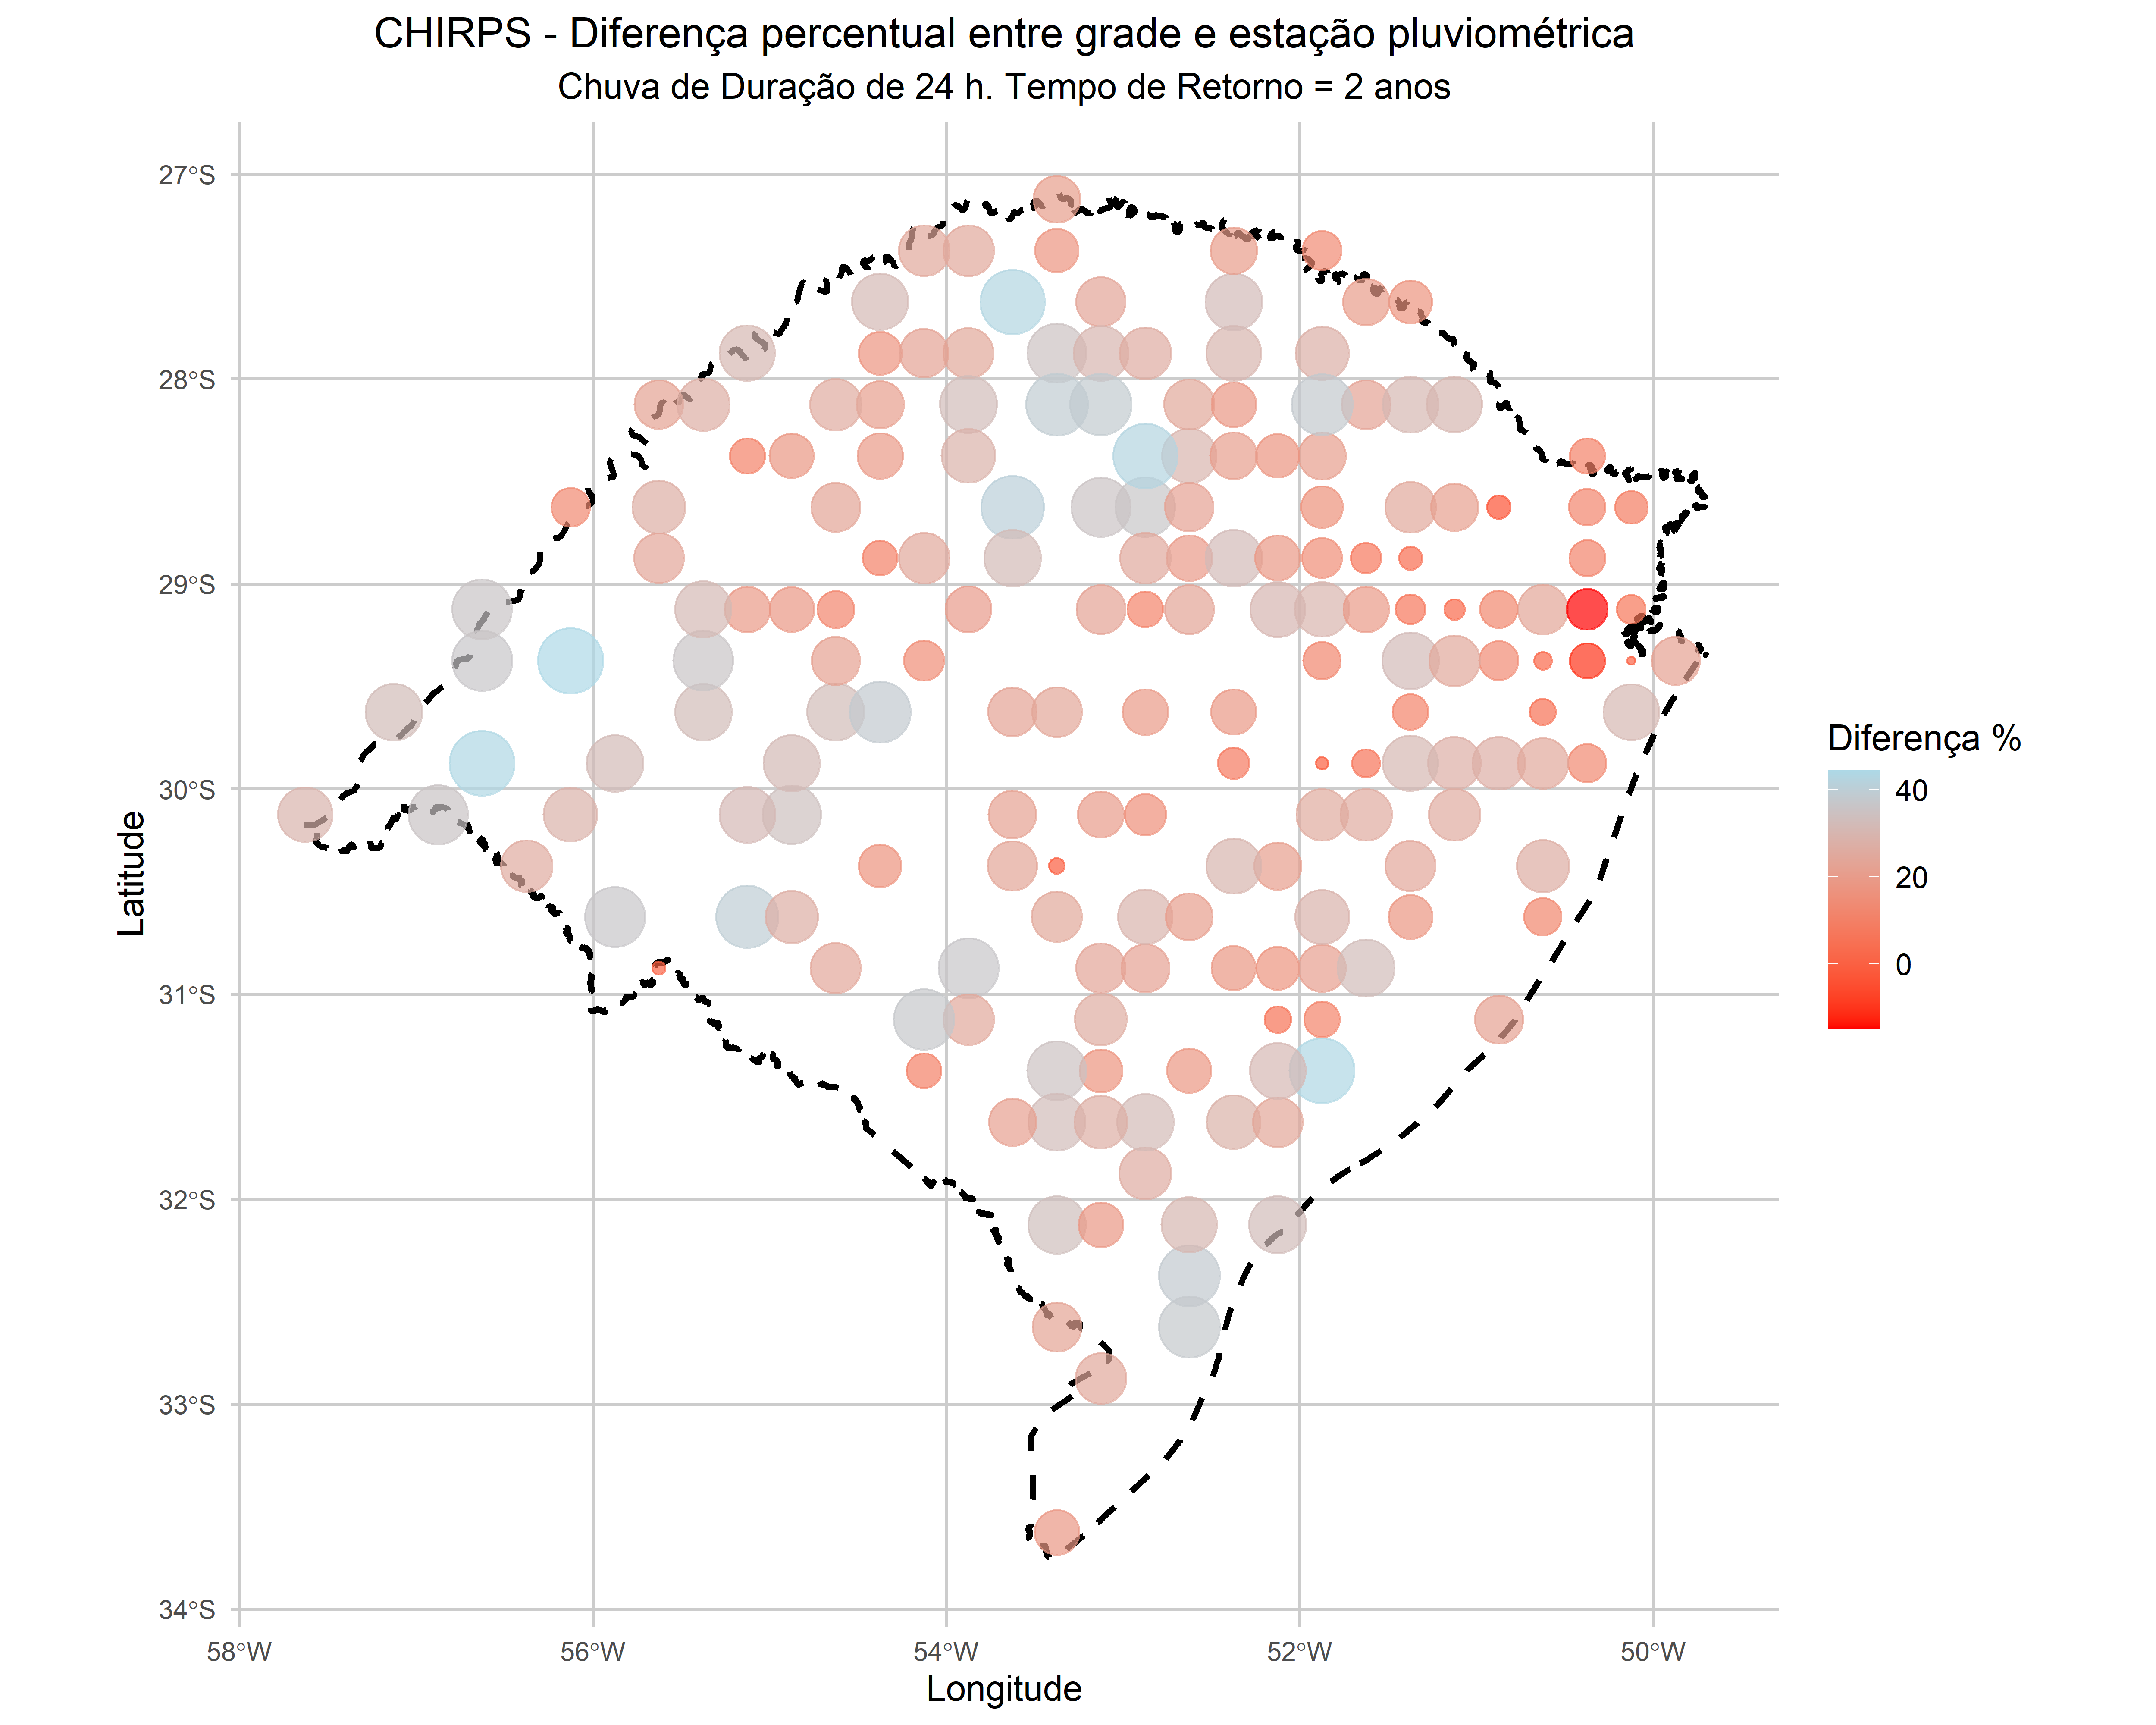 CHIRPS - Diferença percentual entre grade e estação pluviométrica
Chuva de Duração de 24 h. Tempo de Retorno = 2 anos
27°S
28°S
29°S
30°S
31°S
32°S
33°S
34°S
Latitude
58°W
56°W
54°W
52°W
50°W
Longitude
Diferença %
40
20
0